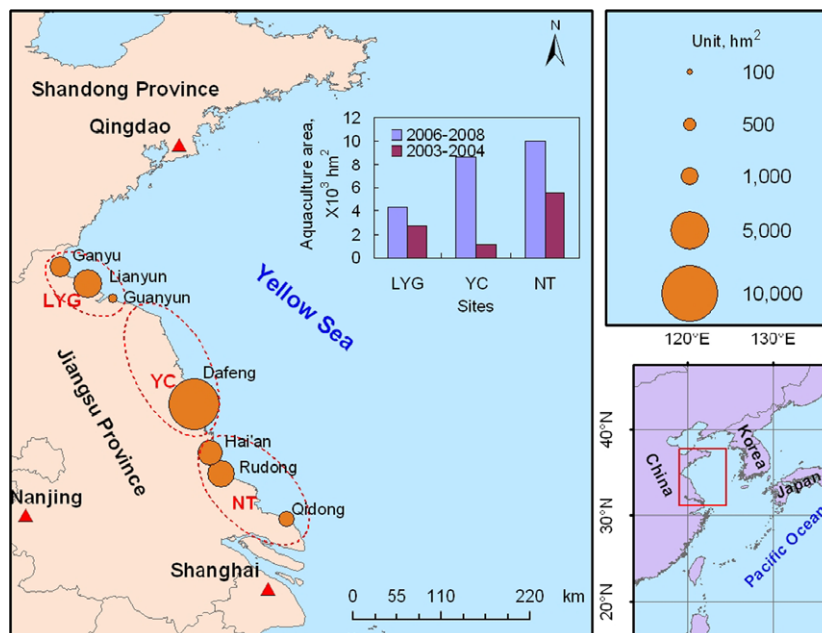 Shandong Province
Qingdao
N
Aquaculture area,
X10³ hm²
12
10
8
6
4
2
0
2006-2008
2003-2004
LYG
YC
NT
Sites
Ganyu
Lianyun
LYG
Guanyun
Yellow Sea
YC
Dafeng
Jiangsu Province
Hai'an
Rudong
NT
Qidong
Nanjing
Shanghai
0 55 110 220 km
Unit, hm²
100
500
1,000
5,000
10,000
120°E 130°E
40°N
30°N
20°N
China
Korea
Japan
Pacific Ocean